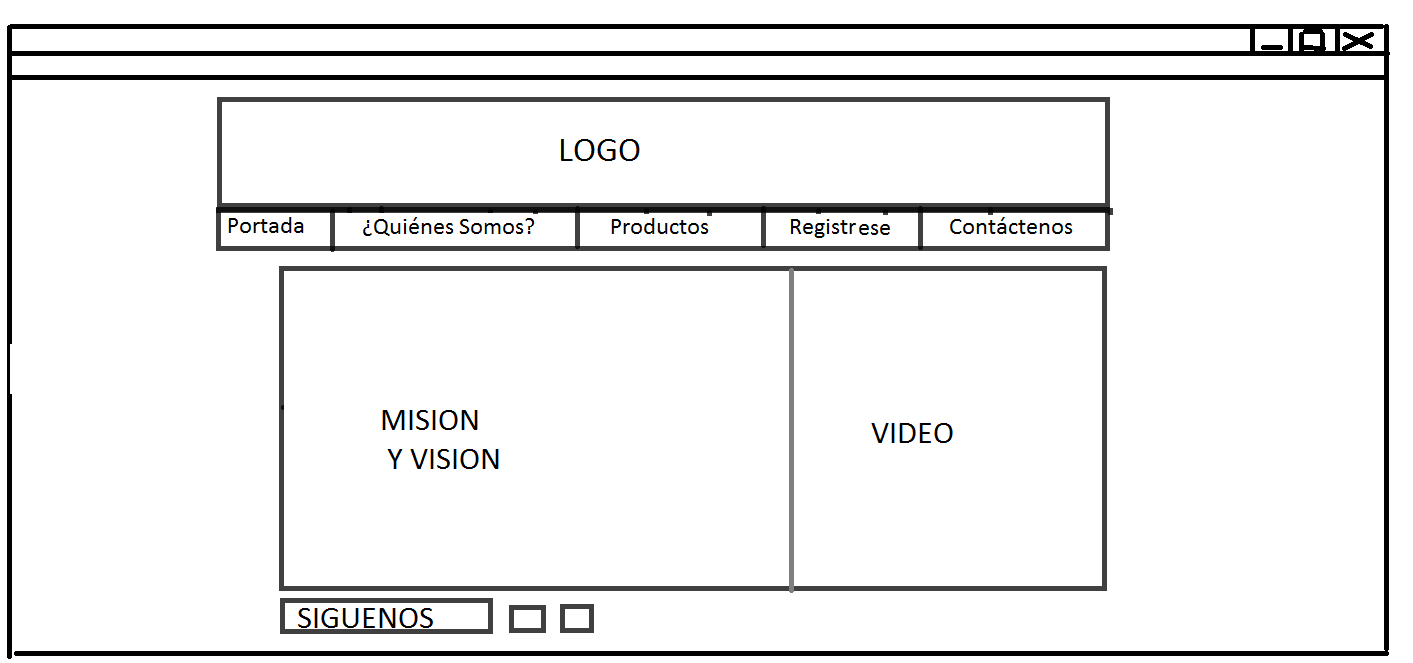 LOGO
Portada ¿Quiénes Somos? Productos Registrese Contáctenos
MISION
Y VISION
VIDEO
SIGUENOS